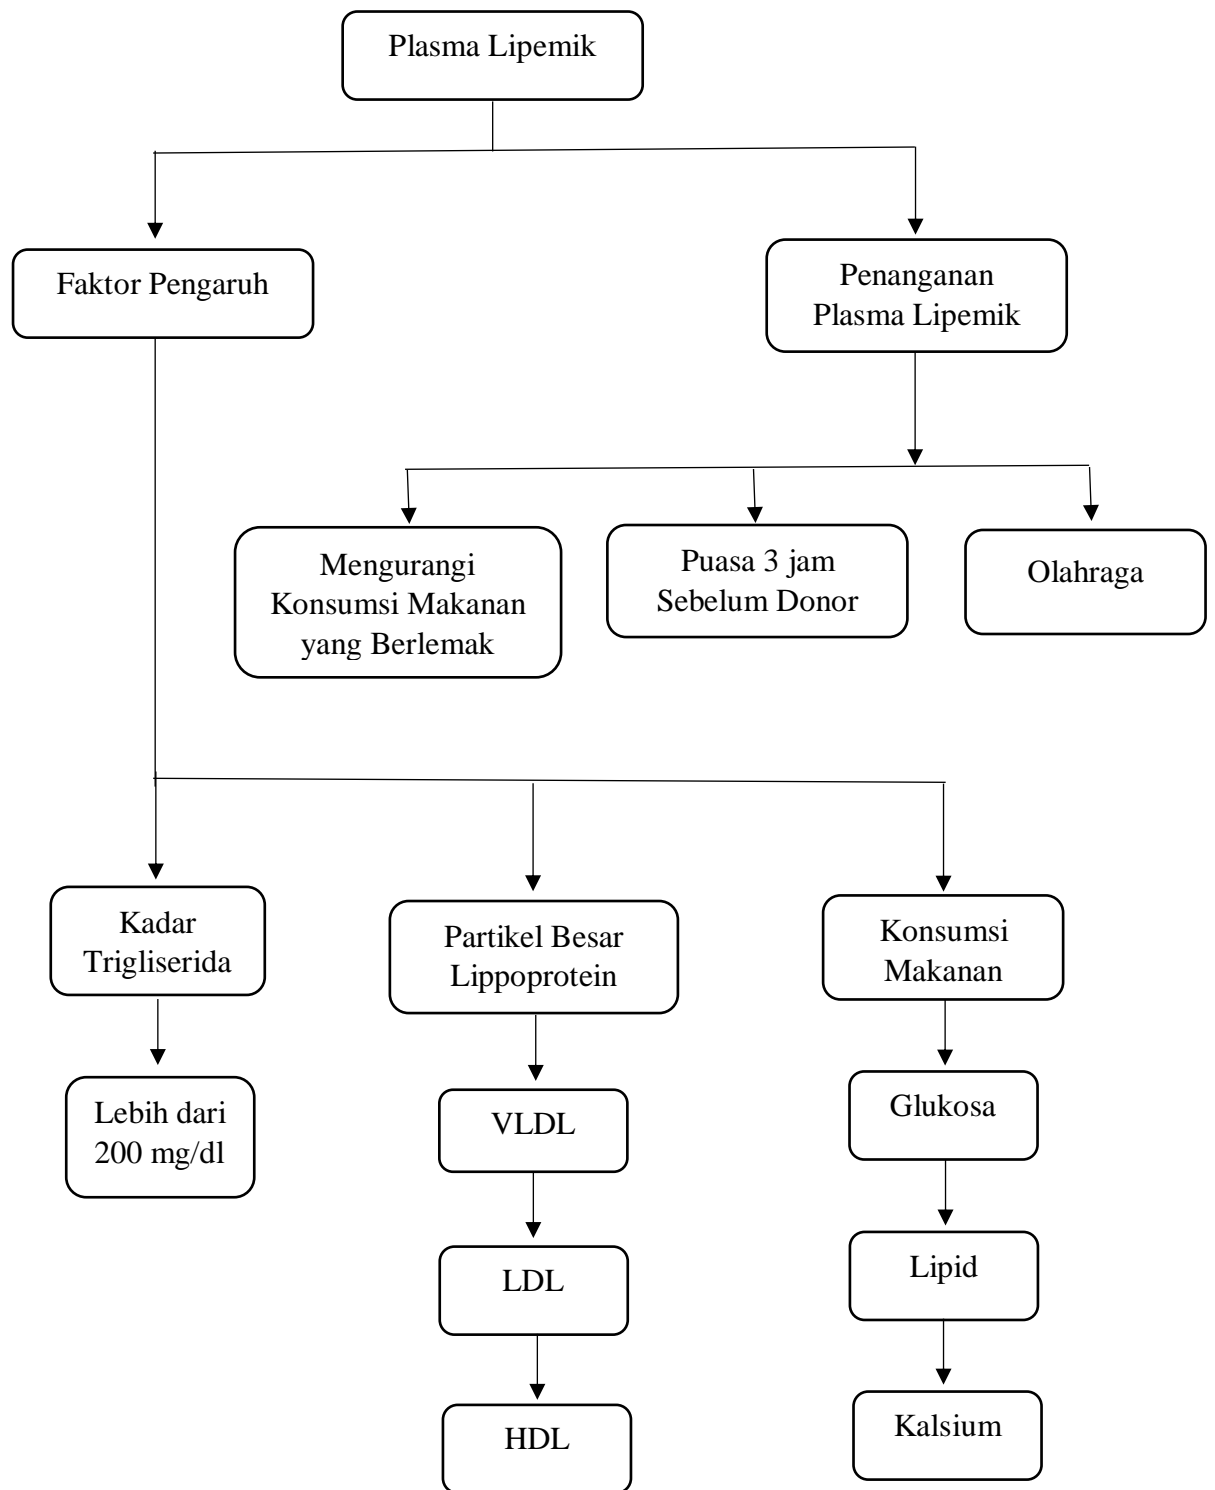 Plasma Lipemik
Faktor Pengaruh
Penanganan
Plasma Lipemik
Mengurangi
Konsumsi Makanan
yang Berlemak
Puasa 3 jam
Sebelum Donor
Olahraga
Kadar
Trigliserida
Partikel Besar
Lippoprotein
Konsumsi
Makanan
Lebih dari
200 mg/dl
VLDL
Glukosa
LDL
Lipid
HDL
Kalsium